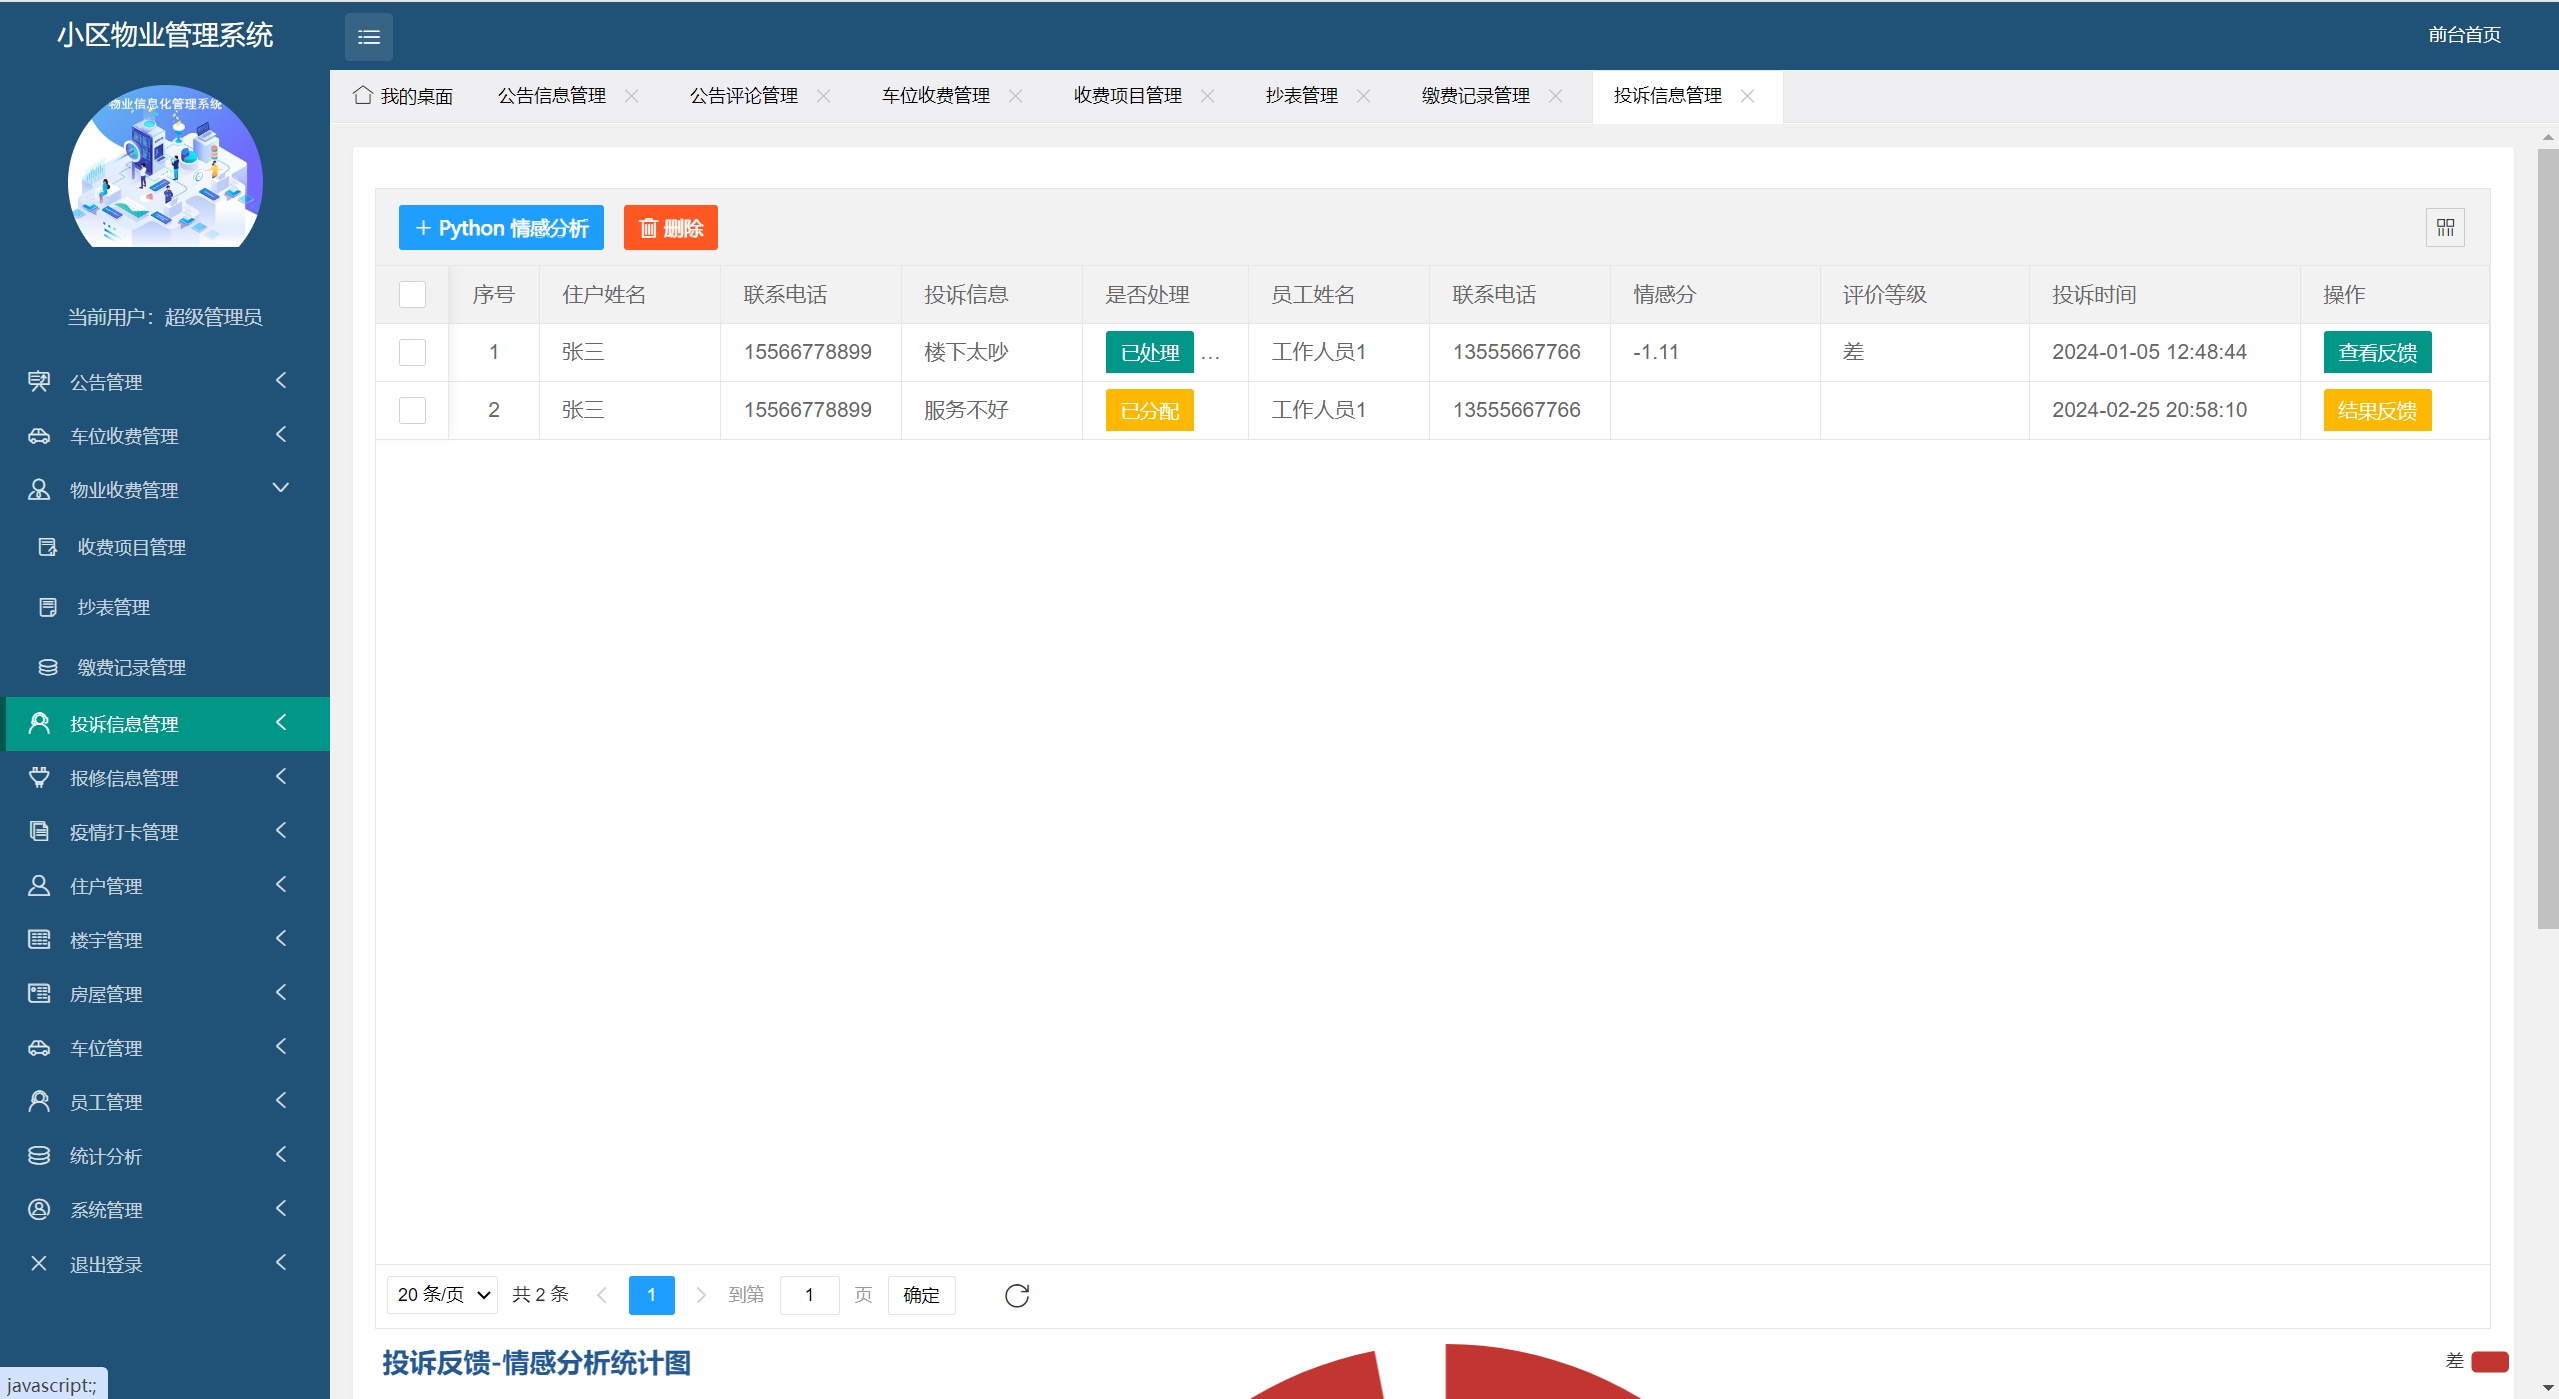 小区物业管理系统
前台首页
物业信息化管理系统
当前用户：超级管理员
公告管理
车位收费管理
物业收费管理
收费项目管理
抄表管理
缴费记录管理
投诉信息管理
报修信息管理
疫情打卡管理
住户管理
楼宇管理
房屋管理
车位管理
员工管理
统计分析
系统管理
退出登录
javascript:;
我的桌面 公告信息管理 公告评论管理 车位收费管理 收费项目管理 抄表管理 缴费记录管理 投诉信息管理
Python 情感分析 删除
序号 住户姓名 联系电话 投诉信息 是否处理 员工姓名 联系电话 情感分 评价等级 投诉时间 操作
1 张三 15566778899 楼下太吵 已处理 ... 工作人员1 13555667766 -1.11 差 2024-01-05 12:48:44 查看反馈
2 张三 15566778899 服务不好 已分配 工作人员1 13555667766 2024-02-25 20:58:10 结果反馈
20 条/页 共 2 条 1 到第 1 页 确定
投诉反馈-情感分析统计图
差